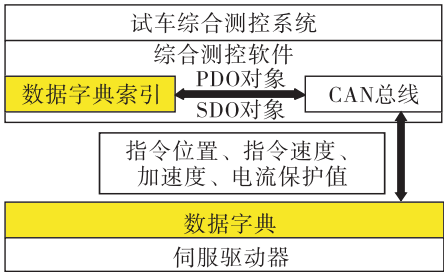 试车综合测控系统
综合测控软件
PDO对象
数据字典索引
CAN总线
SDO对象
指令位置、指令速度、
加速度、电流保护值
数据字典
伺服驱动器